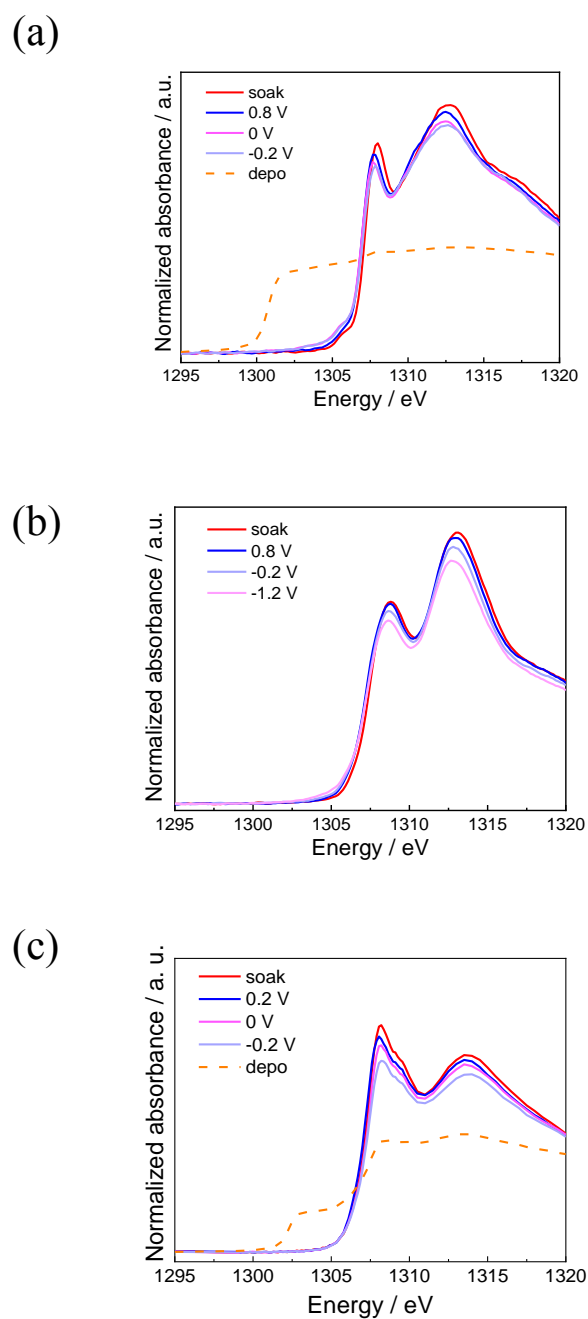 (a)
Normalized absorbance / a.u.
soak
0.8 V
0 V
-0.2 V
depo
1295 1300 1305 1310 1315 1320
Energy / eV
(b)
Normalized absorbance / a.u.
soak
0.8 V
-0.2 V
-1.2 V
1295 1300 1305 1310 1315 1320
Energy / eV
(c)
Normalized absorbance / a. u.
soak
0.2 V
0 V
-0.2 V
depo
1295 1300 1305 1310 1315 1320
Energy / eV